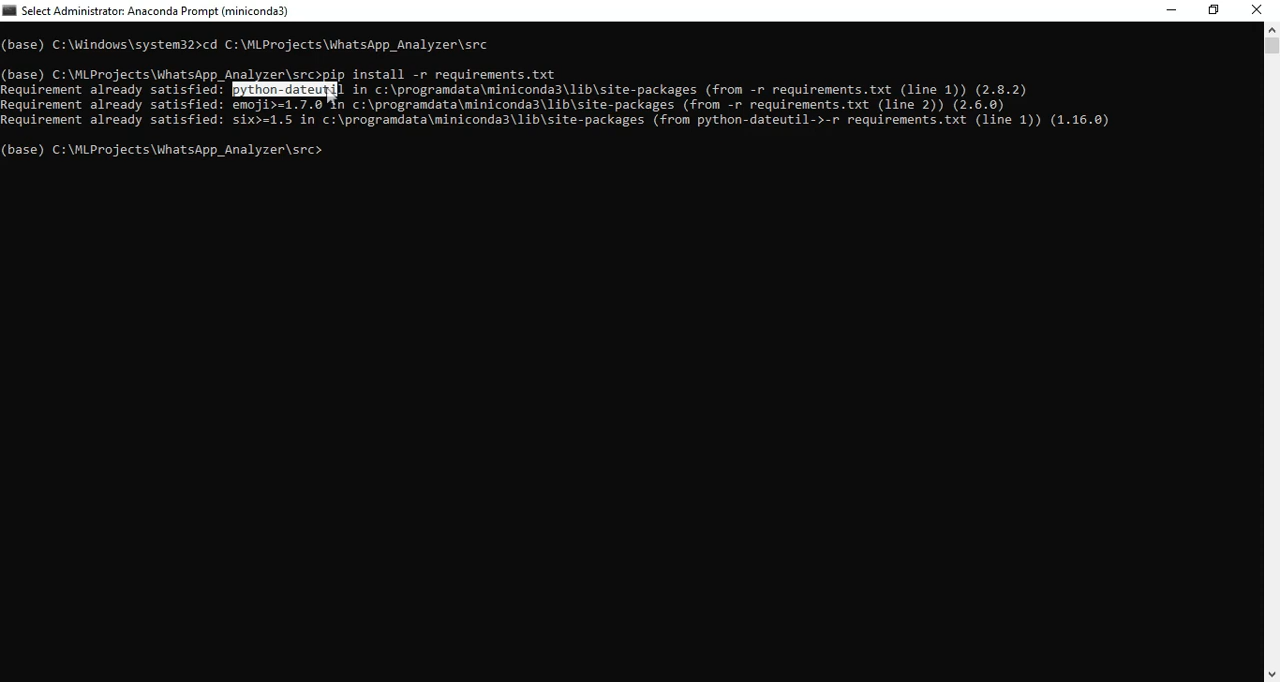 Select Administrator: Anaconda Prompt (miniconda3)
(base) C:\Windows\system32>cd C:\MLProjects\WhatsApp_Analyzer\src
(base) C:\MLProjects\WhatsApp_Analyzer\src>pip install -r requirements.txt
Requirement already satisfied: python-dateutil in c:\programdata\miniconda3\lib\site-packages (from -r requirements.txt (line 1)) (2.8.2)
Requirement already satisfied: emoji>=1.7.0 in c:\programdata\miniconda3\lib\site-packages (from -r requirements.txt (line 2)) (2.6.0)
Requirement already satisfied: six>=1.5 in c:\programdata\miniconda3\lib\site-packages (from python-dateutil->-r requirements.txt (line 1)) (1.16.0)
(base) C:\MLProjects\WhatsApp_Analyzer\src>